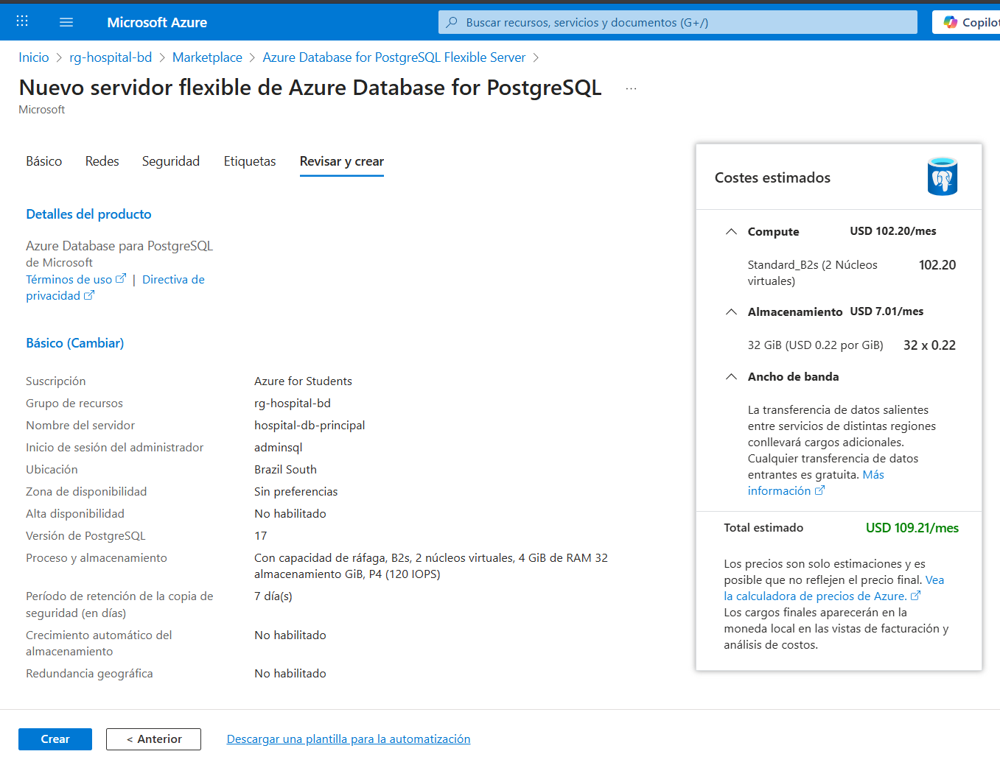 Microsoft Azure
Buscar recursos, servicios y documentos (G+/)
Copilot
Inicio > rg-hospital-bd > Marketplace > Azure Database for PostgreSQL Flexible Server >
Nuevo servidor flexible de Azure Database for PostgreSQL ...
Microsoft
Básico Redes Seguridad Etiquetas Revisar y crear
Detalles del producto
Azure Database para PostgreSQL
de Microsoft
Términos de uso | Directiva de
privacidad
Básico (Cambiar)
Suscripción Azure for Students
Grupo de recursos rg-hospital-bd
Nombre del servidor hospital-db-principal
Inicio de sesión del administrador adminsql
Ubicación Brazil South
Zona de disponibilidad Sin preferencias
Alta disponibilidad No habilitado
Versión de PostgreSQL 17
Proceso y almacenamiento Con capacidad de ráfaga, B2s, 2 núcleos virtuales, 4 GiB de RAM 32
almacenamiento GiB, P4 (120 IOPS)
Período de retención de la copia de 7 día(s)
seguridad (en días)
Crecimiento automático del No habilitado
almacenamiento
Redundancia geográfica No habilitado
Costes estimados
Compute USD 102.20/mes
Standard_B2s (2 Núcleos 102.20
virtuales)
Almacenamiento USD 7.01/mes
32 GiB (USD 0.22 por GiB) 32 x 0.22
Ancho de banda
La transferencia de datos salientes
entre servicios de distintas regiones
conllevará cargos adicionales.
Cualquier transferencia de datos
entrantes es gratuita. Más
información
Total estimado USD 109.21/mes
Los precios son solo estimaciones y es
posible que no reflejen el precio final. Vea
la calculadora de precios de Azure.
Los cargos finales aparecerán en la
moneda local en las vistas de facturación y
análisis de costos.
Crear < Anterior Descargar una plantilla para la automatización